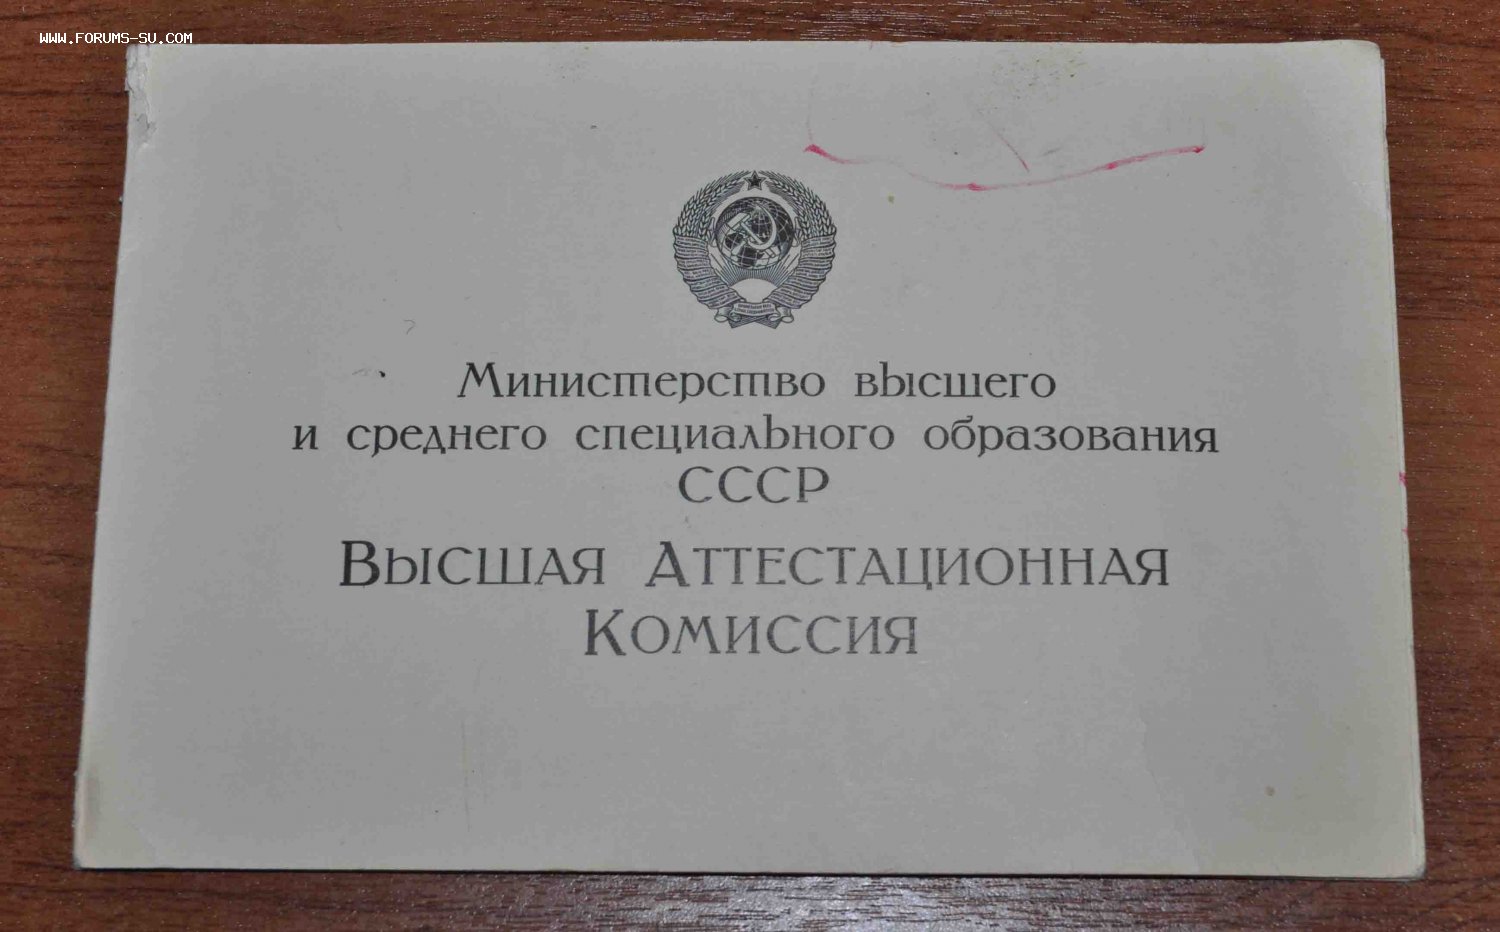 WWW.FORUMS-SU.COM
Министерство высшего
и среднего специального образования
СССР
Высшая Аттестационная
Комиссия